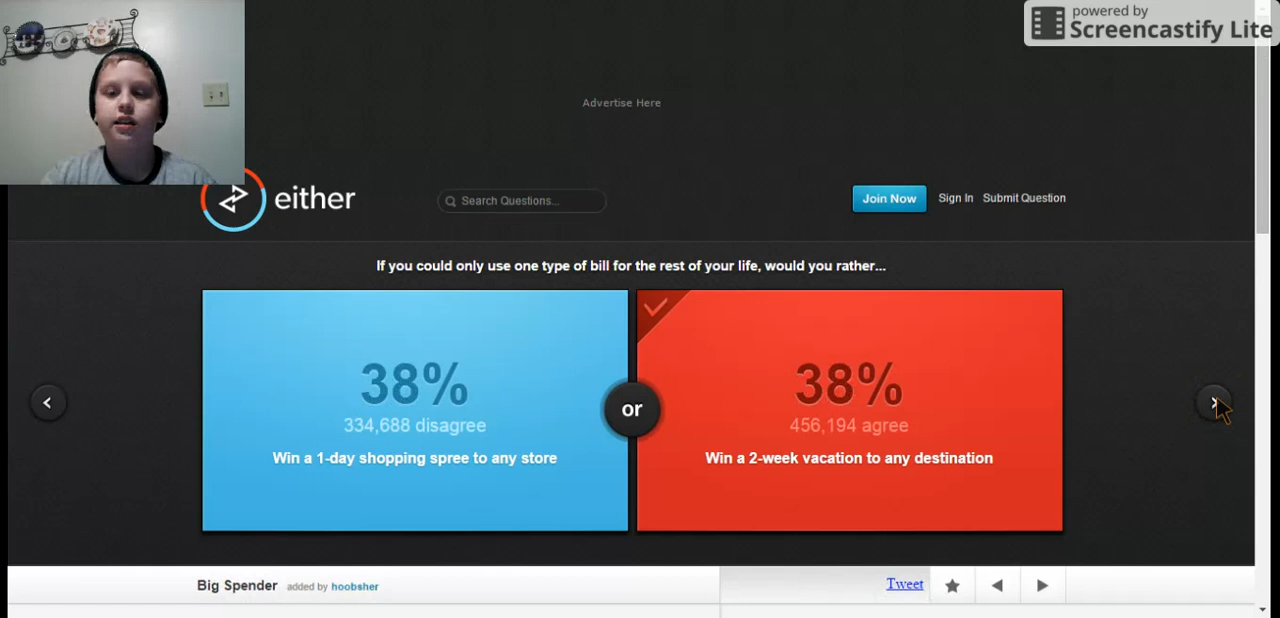 powered by
Screencastify Lite
Advertise Here
either
Search Questions...
Join Now
Sign In
Submit Question
If you could only use one type of bill for the rest of your life, would you rather...
38%
334,688 disagree
Win a 1-day shopping spree to any store
or
38%
456,194 agree
Win a 2-week vacation to any destination
Big Spender added by hoobsher
Tweet